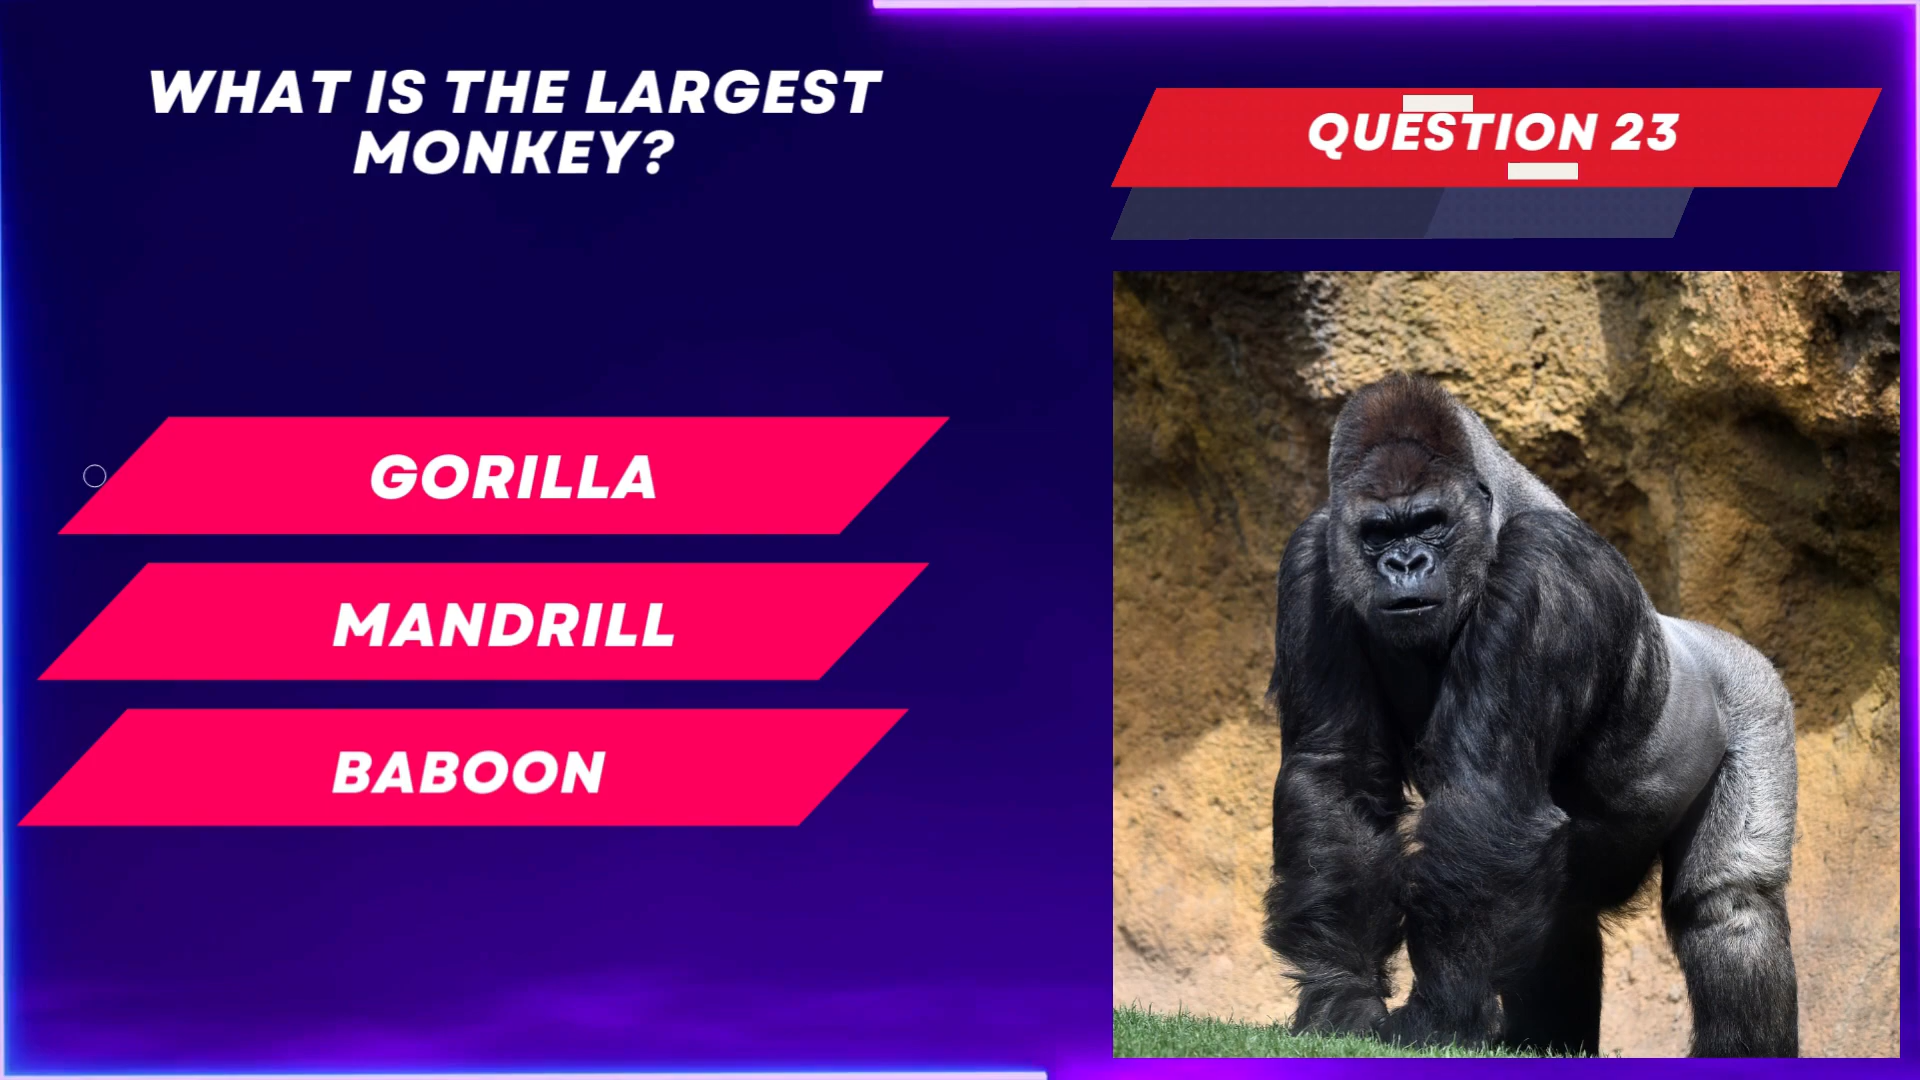 WHAT IS THE LARGEST
MONKEY?
QUESTION 23
GORILLA
MANDRILL
BABOON